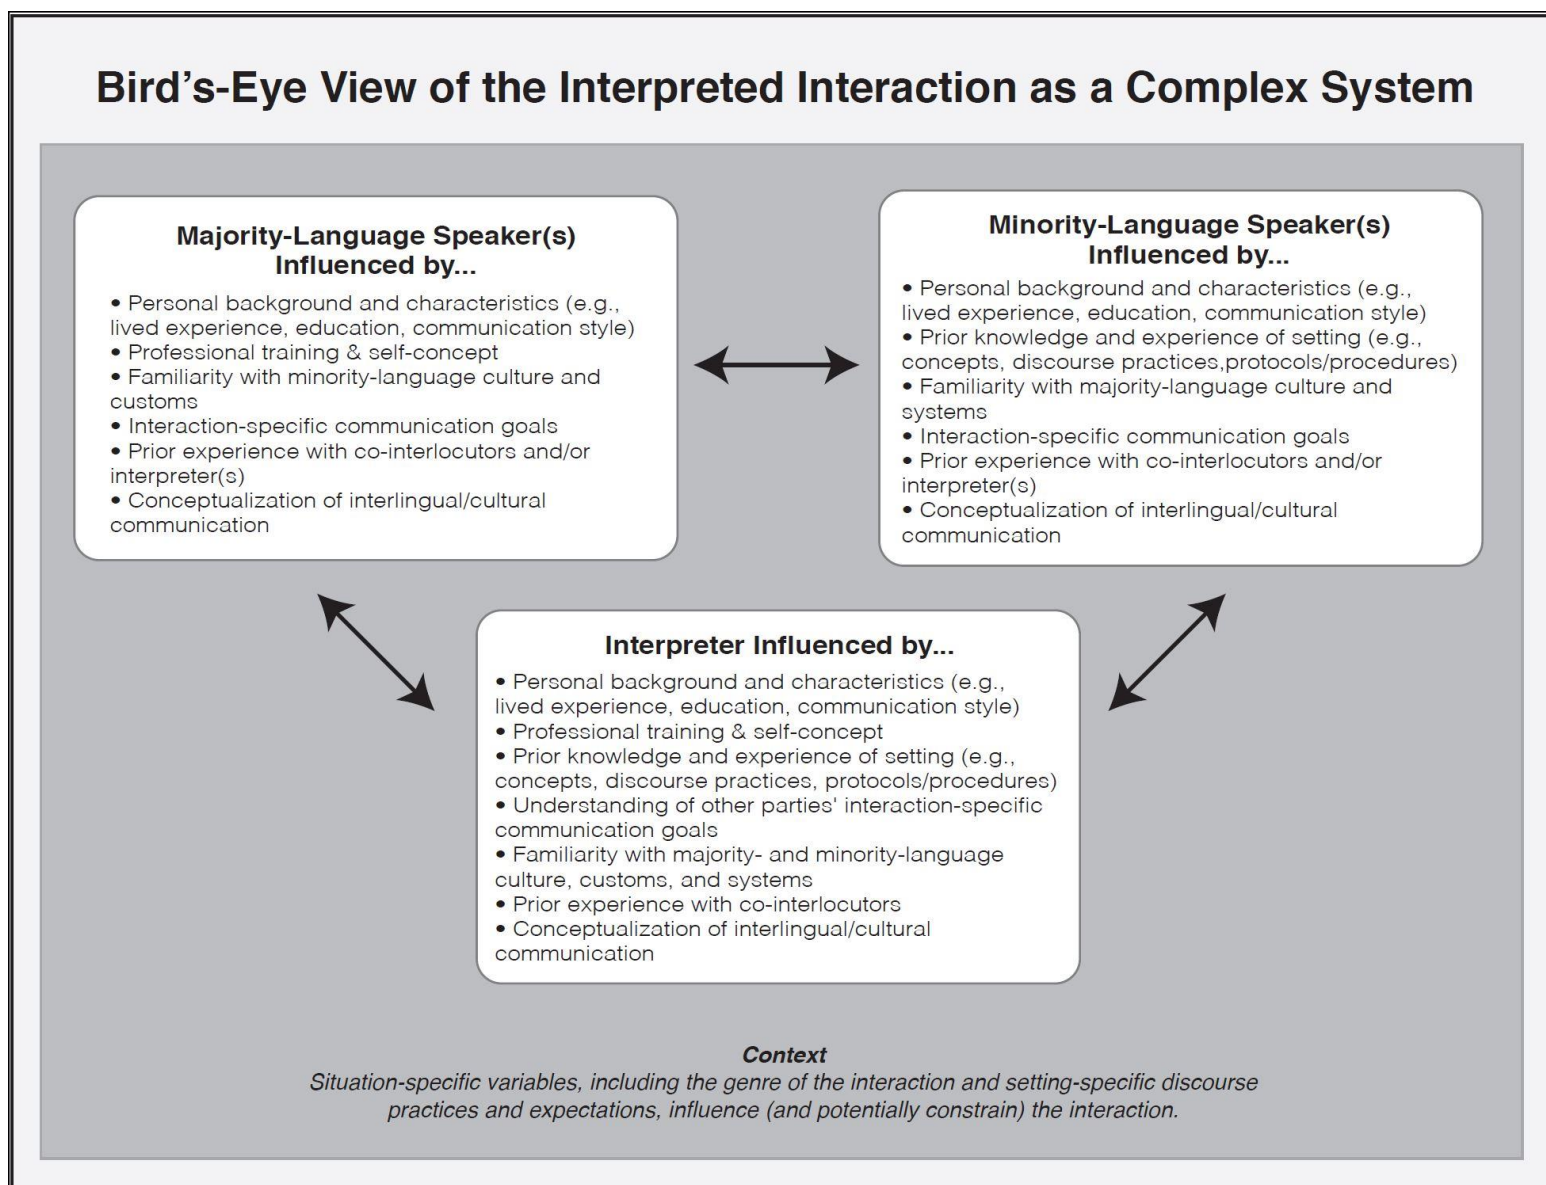 Bird’s-Eye View of the Interpreted Interaction as a Complex System
Majority-Language Speaker(s)
Influenced by...
• Personal background and characteristics (e.g.,
lived experience, education, communication style)
• Professional training & self-concept
• Familiarity with minority-language culture and
customs
• Interaction-specific communication goals
• Prior experience with co-interlocutors and/or
interpreter(s)
• Conceptualization of interlingual/cultural
communication
Minority-Language Speaker(s)
Influenced by...
• Personal background and characteristics (e.g.,
lived experience, education, communication style)
• Prior knowledge and experience of setting (e.g.,
concepts, discourse practices,protocols/procedures)
• Familiarity with majority-language culture and
systems
• Interaction-specific communication goals
• Prior experience with co-interlocutors and/or
interpreter(s)
• Conceptualization of interlingual/cultural
communication
Interpreter Influenced by...
• Personal background and characteristics (e.g.,
lived experience, education, communication style)
• Professional training & self-concept
• Prior knowledge and experience of setting (e.g.,
concepts, discourse practices, protocols/procedures)
• Understanding of other parties' interaction-specific
communication goals
• Familiarity with majority- and minority-language
culture, customs, and systems
• Prior experience with co-interlocutors
• Conceptualization of interlingual/cultural
communication
Context
Situation-specific variables, including the genre of the interaction and setting-specific discourse
practices and expectations, influence (and potentially constrain) the interaction.